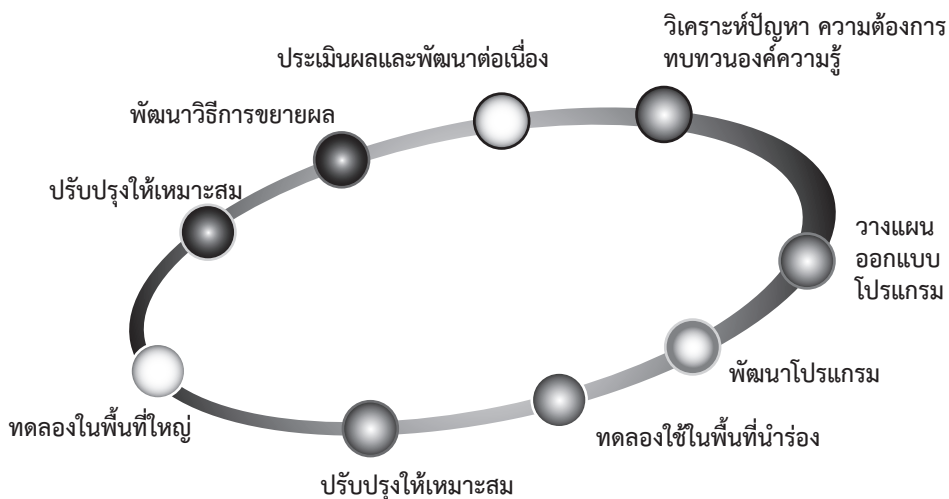 วิเคราะห์ปัญหา ความต้องการ
ทบทวนองค์ความรู้
วางแผน
ออกแบบ
โปรแกรม
พัฒนาโปรแกรม
ทดลองใช้ในพื้นที่นำร่อง
ปรับปรุงให้เหมาะสม
ทดลองในพื้นที่ใหญ่
ปรับปรุงให้เหมาะสม
พัฒนาวิธีการขยายผล
ประเมินผลและพัฒนาต่อเนื่อง